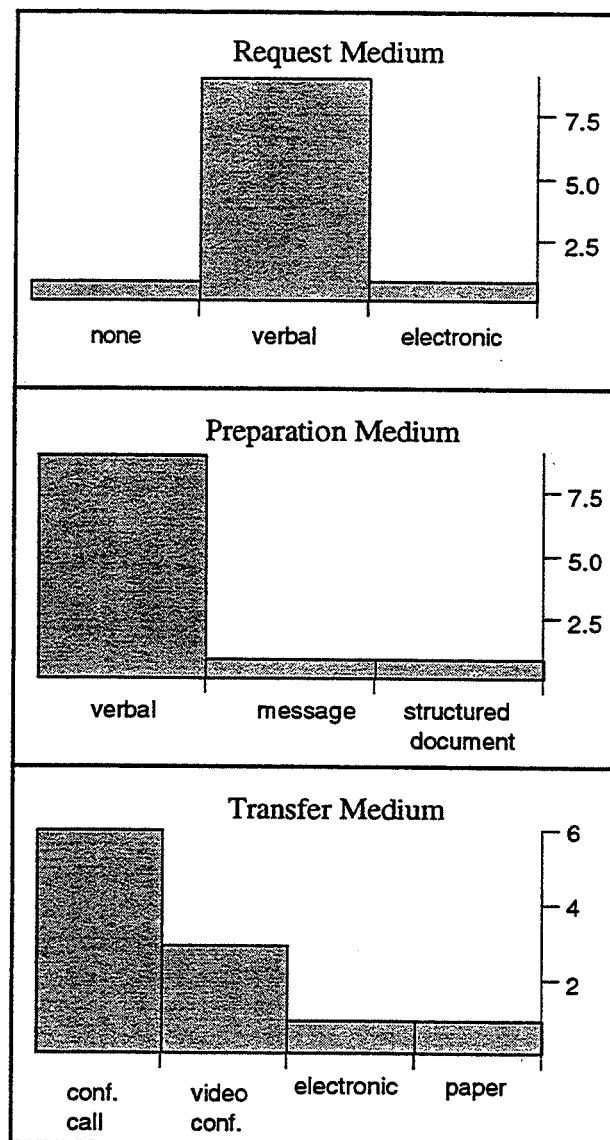 Request Medium
7.5
5.0
2.5
none verbal electronic
Preparation Medium
7.5
5.0
2.5
verbal message structured
document
Transfer Medium
6
4
2
conf. video electronic paper
call conf.